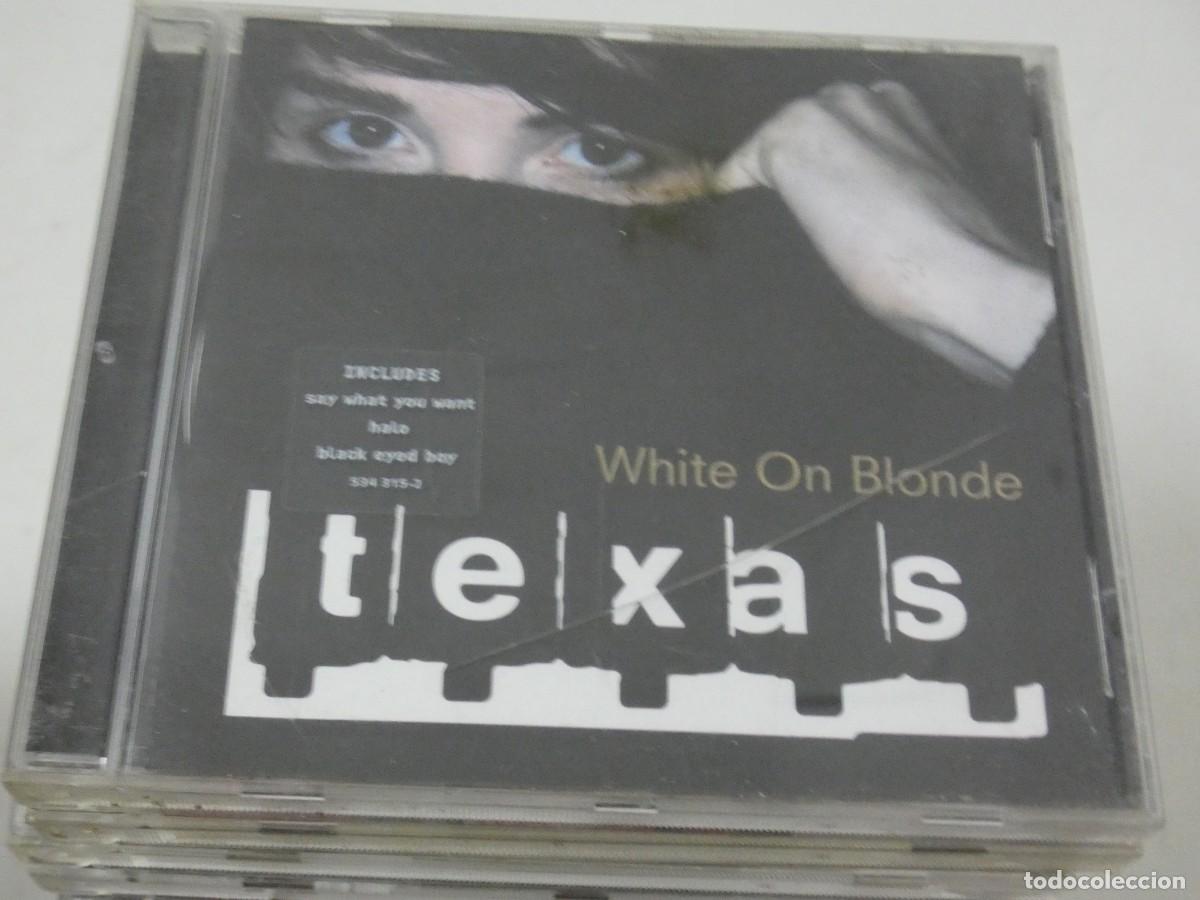 INCLUDES
say what you want
halo
black eyed boy
534 315-2
White On Blonde
texas
todocoleccion